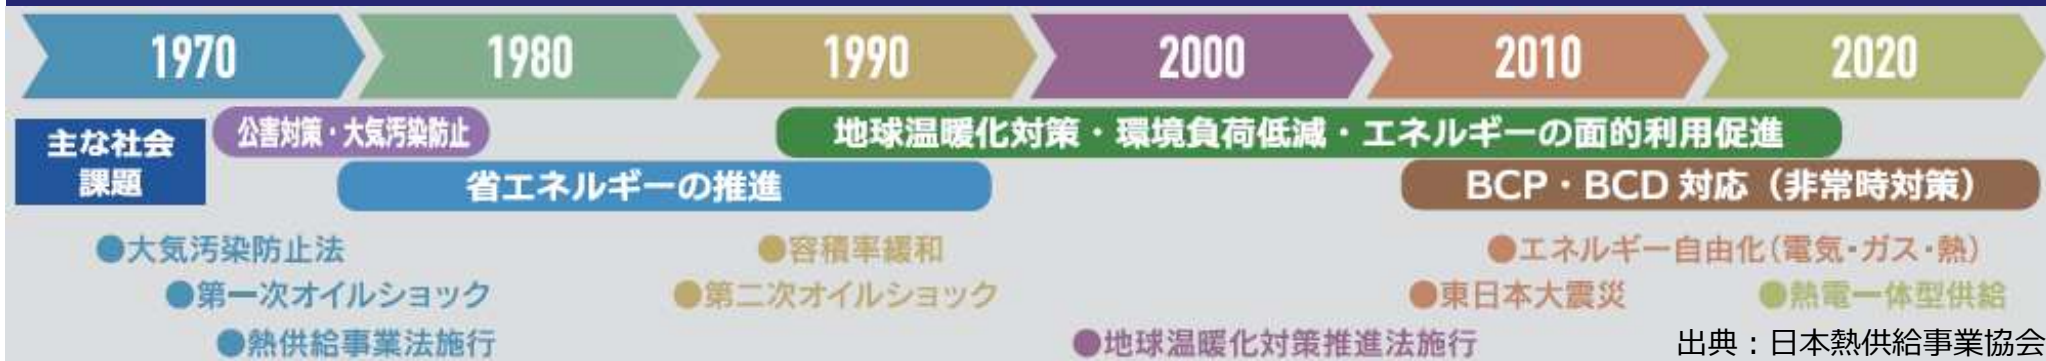 1970 1980 1990 2000 2010 2020
主な社会
課題
公害対策・大気汚染防止
地球温暖化対策・環境負荷低減・エネルギーの面的利用促進
省エネルギーの推進
BCP・BCD 対応（非常時対策）
●大気汚染防止法
●容積率緩和
●エネルギー自由化（電気・ガス・熱）
●第一次オイルショック
●第二次オイルショック
●東日本大震災
●熱電一体型供給
●熱供給事業法施行
●地球温暖化対策推進法施行
出典：日本熱供給事業協会